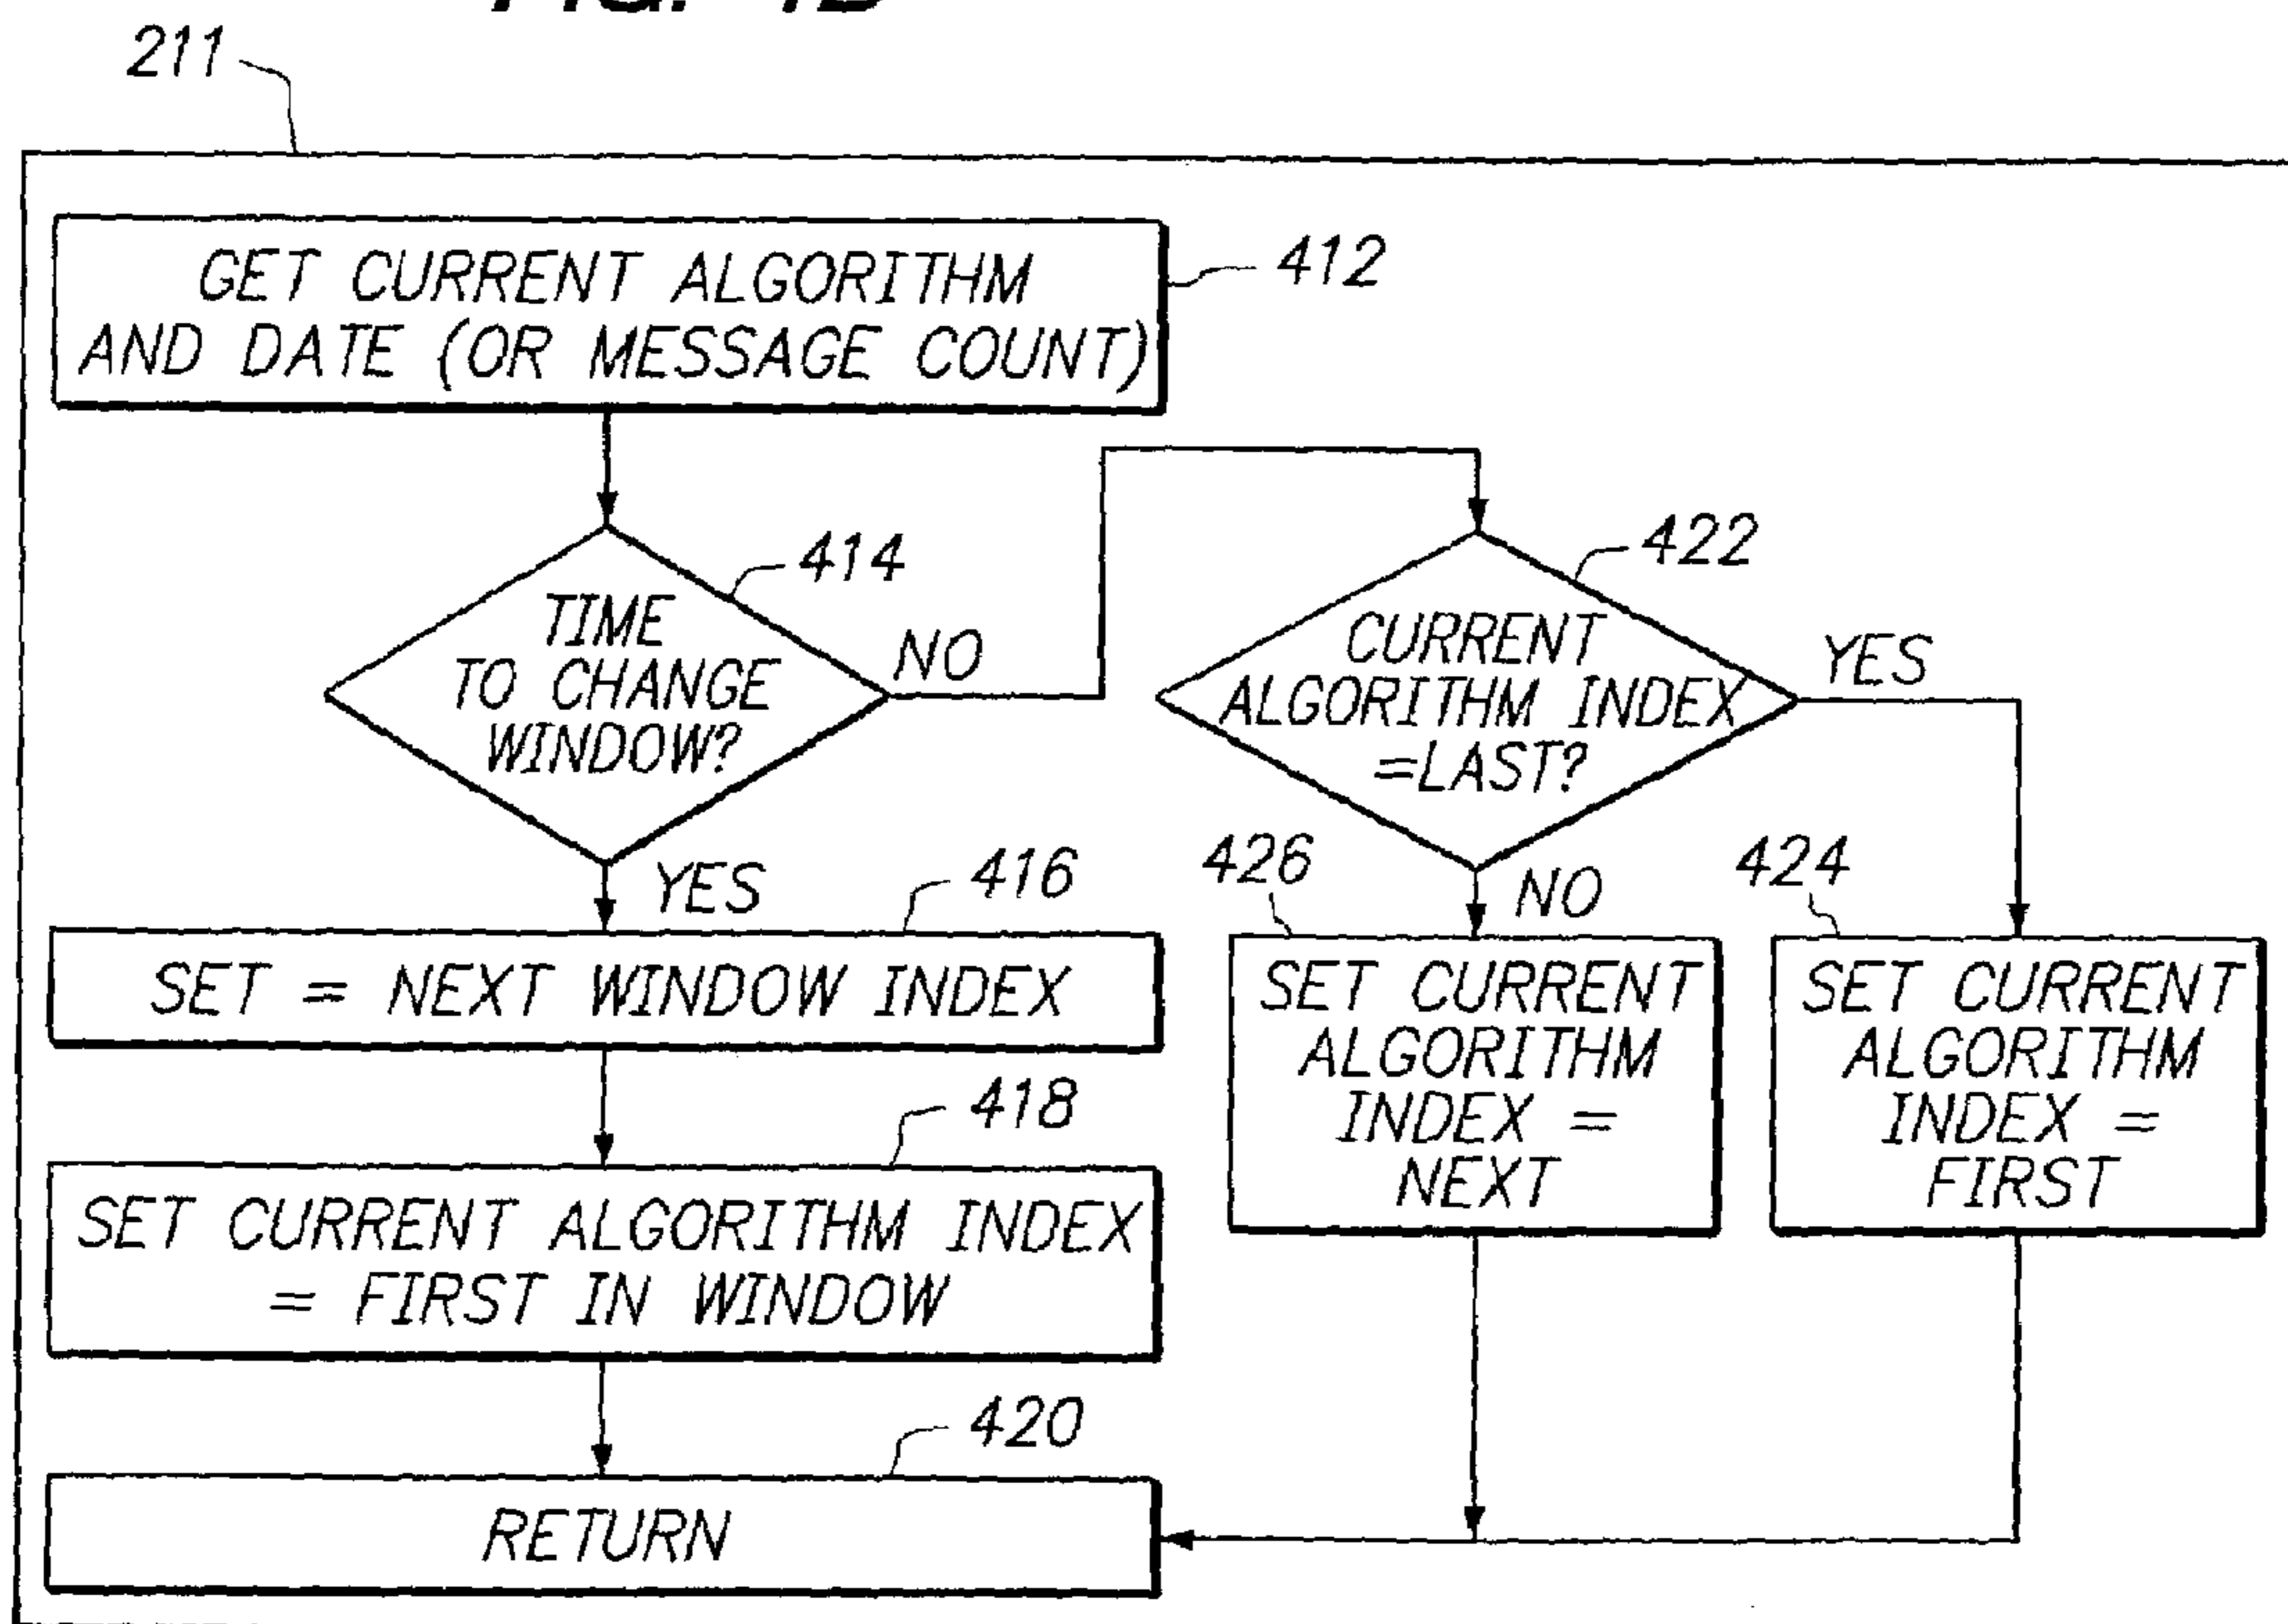 211
GET CURRENT ALGORITHM
AND DATE (OR MESSAGE COUNT)
412
TIME
TO CHANGE
WINDOW?
414
NO
YES
SET = NEXT WINDOW INDEX
416
SET CURRENT ALGORITHM INDEX
= FIRST IN WINDOW
418
RETURN
420
CURRENT
ALGORITHM INDEX
=LAST?
422
YES
NO
426
SET CURRENT
ALGORITHM
INDEX =
NEXT
424
SET CURRENT
ALGORITHM
INDEX =
FIRST